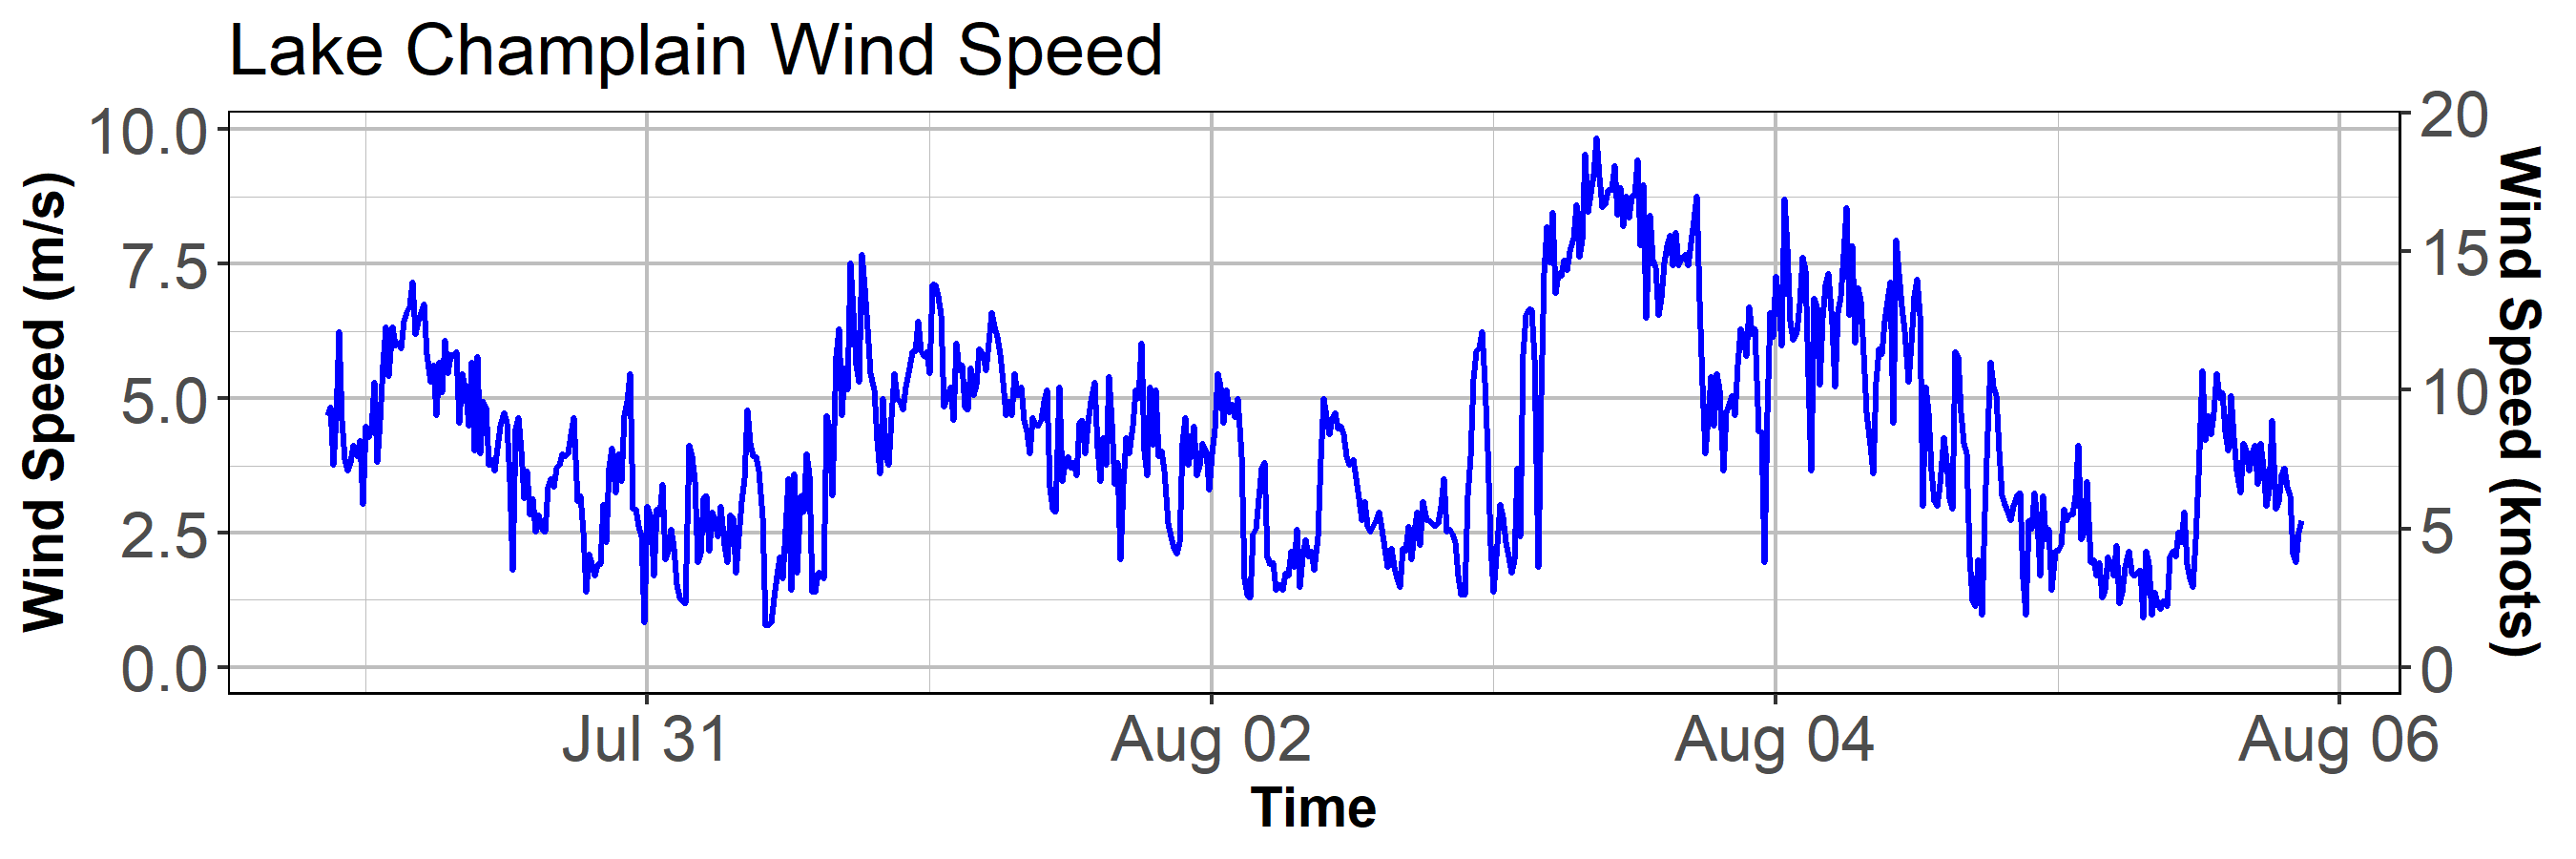 Lake Champlain Wind Speed
Wind Speed (m/s)
10.0
7.5
5.0
2.5
0.0
20
15
10
5
0
Wind Speed (knots)
Jul 31
Aug 02
Aug 04
Aug 06
Time